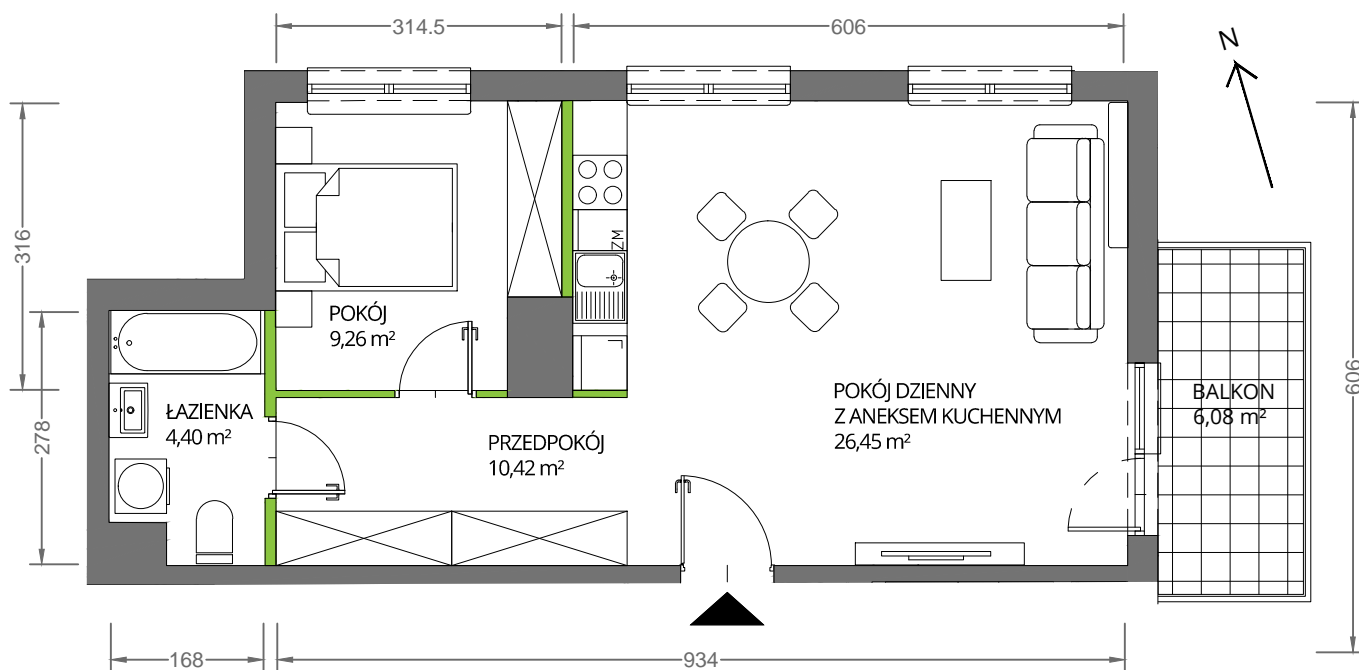 314.5
606
N
316
ZM
POKÓJ
9,26 m²
606
POKÓJ DZIENNY
Z ANEKSEM KUCHENNYM
26,45 m²
BALKON
6,08 m²
ŁAZIENKA
4,40 m²
278
PRZEDPOKÓJ
10,42 m²
168
934